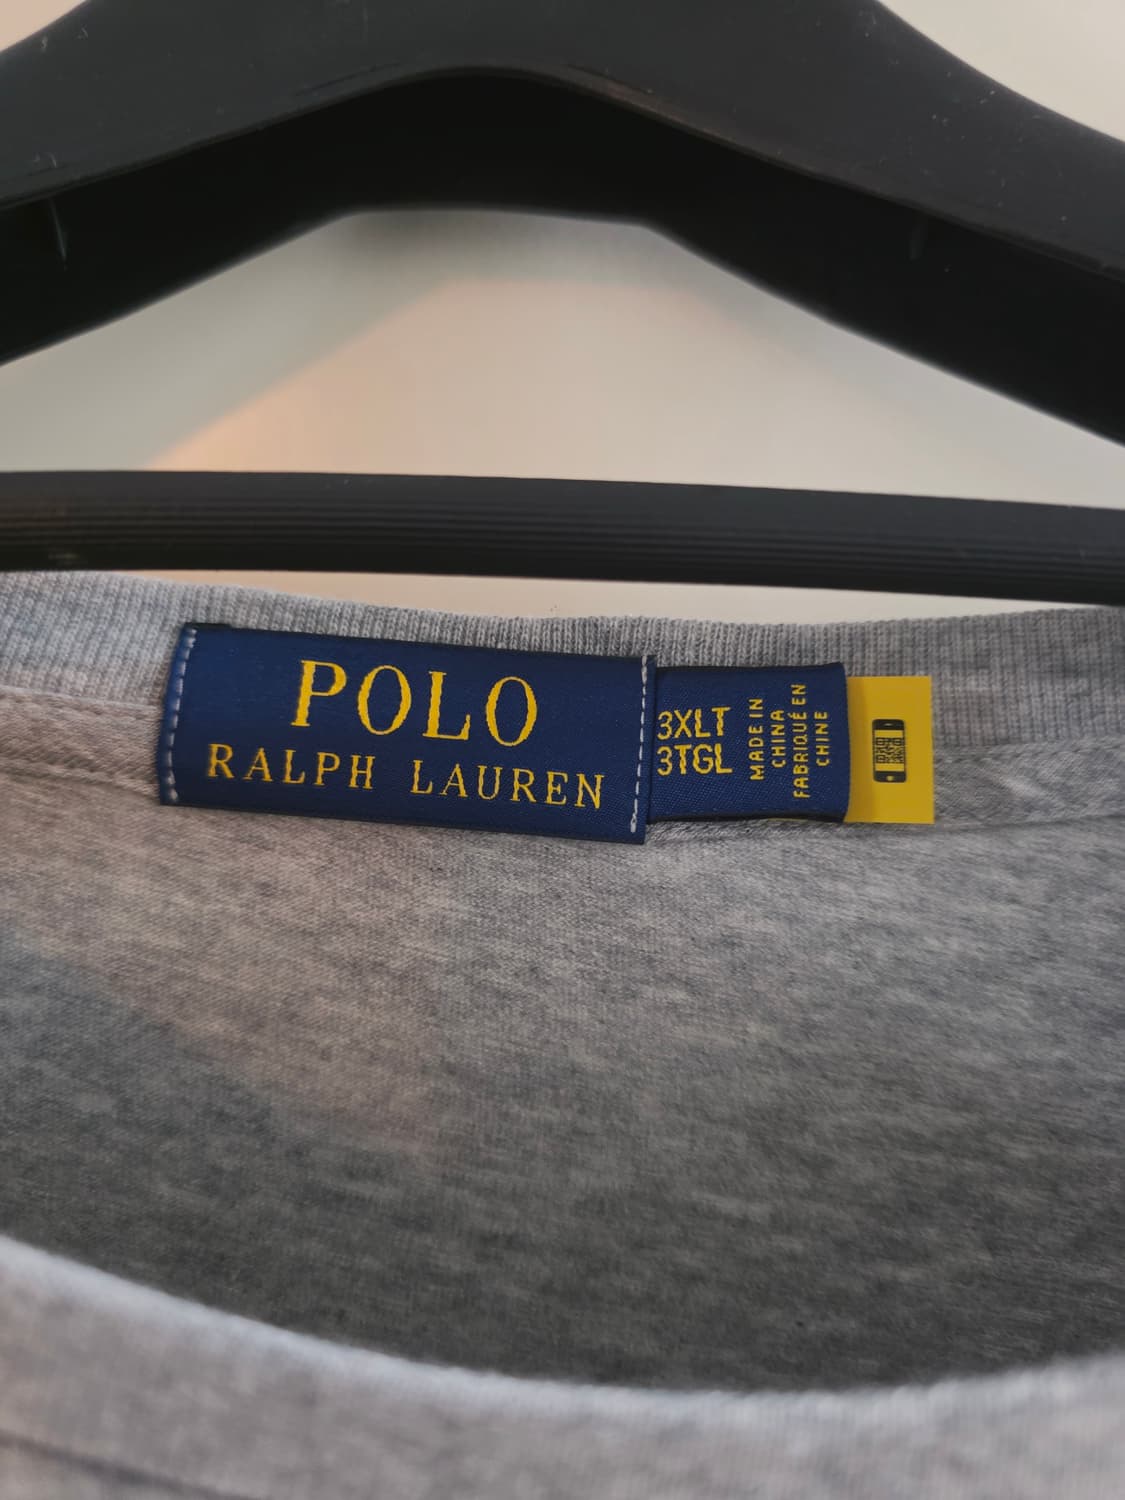 POLO
RALPH LAUREN
3XLT
3TGL
MADE IN
CHINA
FABRIQUÉ EN
CHINE